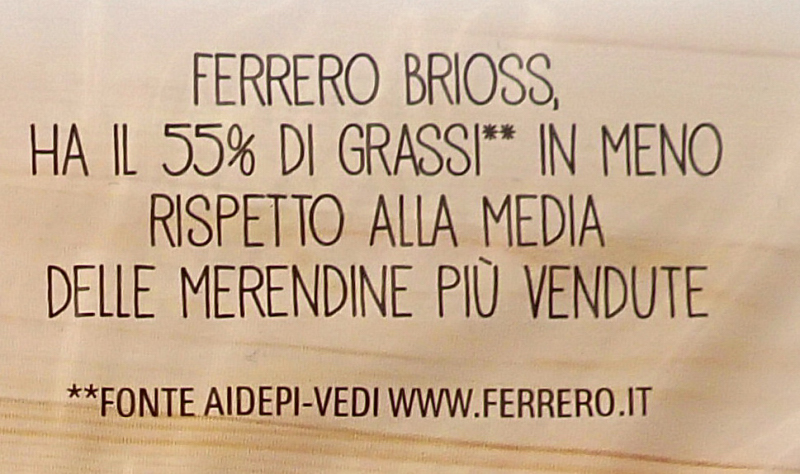 FERRERO BRIOSS,
HA IL 55% DI GRASSI** IN MENO
RISPETTO ALLA MEDIA
DELLE MERENDINE PIÙ VENDUTE
**FONTE AIDEPI-VEDI WWW.FERRERO.IT